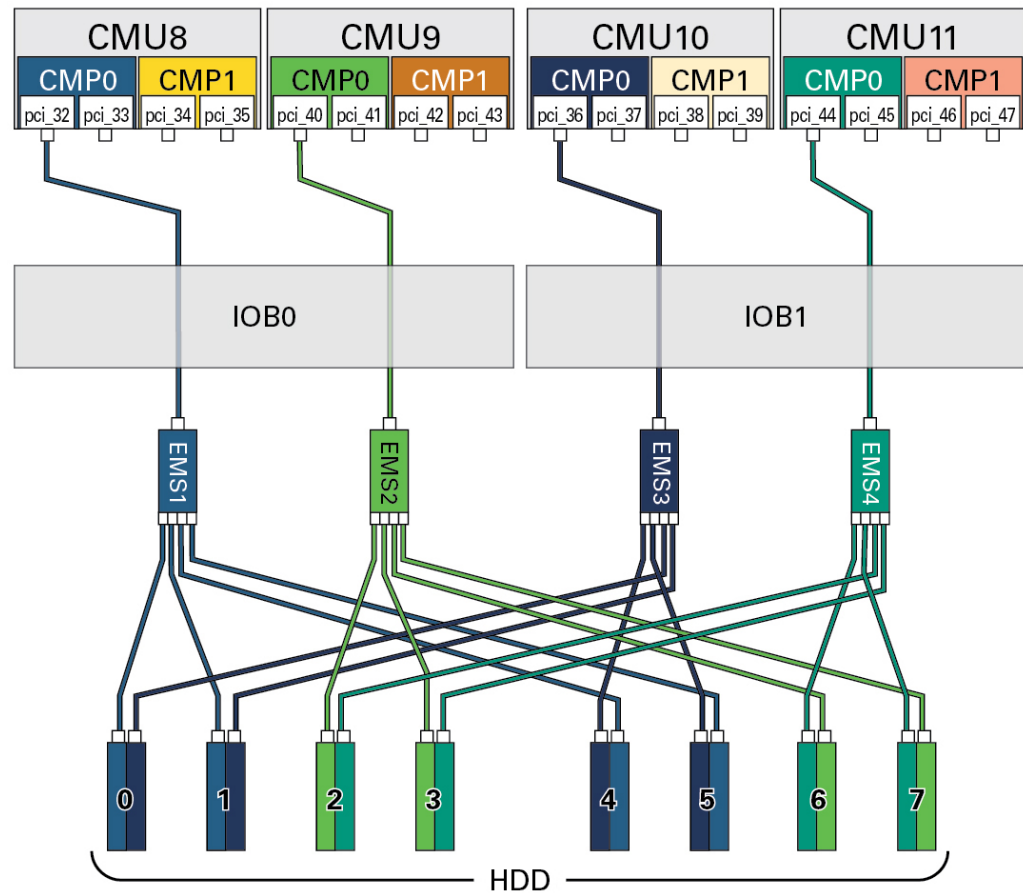 CMU8 CMU9 CMU10 CMU11
CMP0 CMP1 CMP0 CMP1 CMP0 CMP1 CMP0 CMP1
pci_32 pci_33 pci_34 pci_35 pci_40 pci_41 pci_42 pci_43 pci_36 pci_37 pci_38 pci_39 pci_44 pci_45 pci_46 pci_47
IOB0 IOB1
EMS1 EMS2 EMS3 EMS4
0 1 2 3 4 5 6 7
HDD